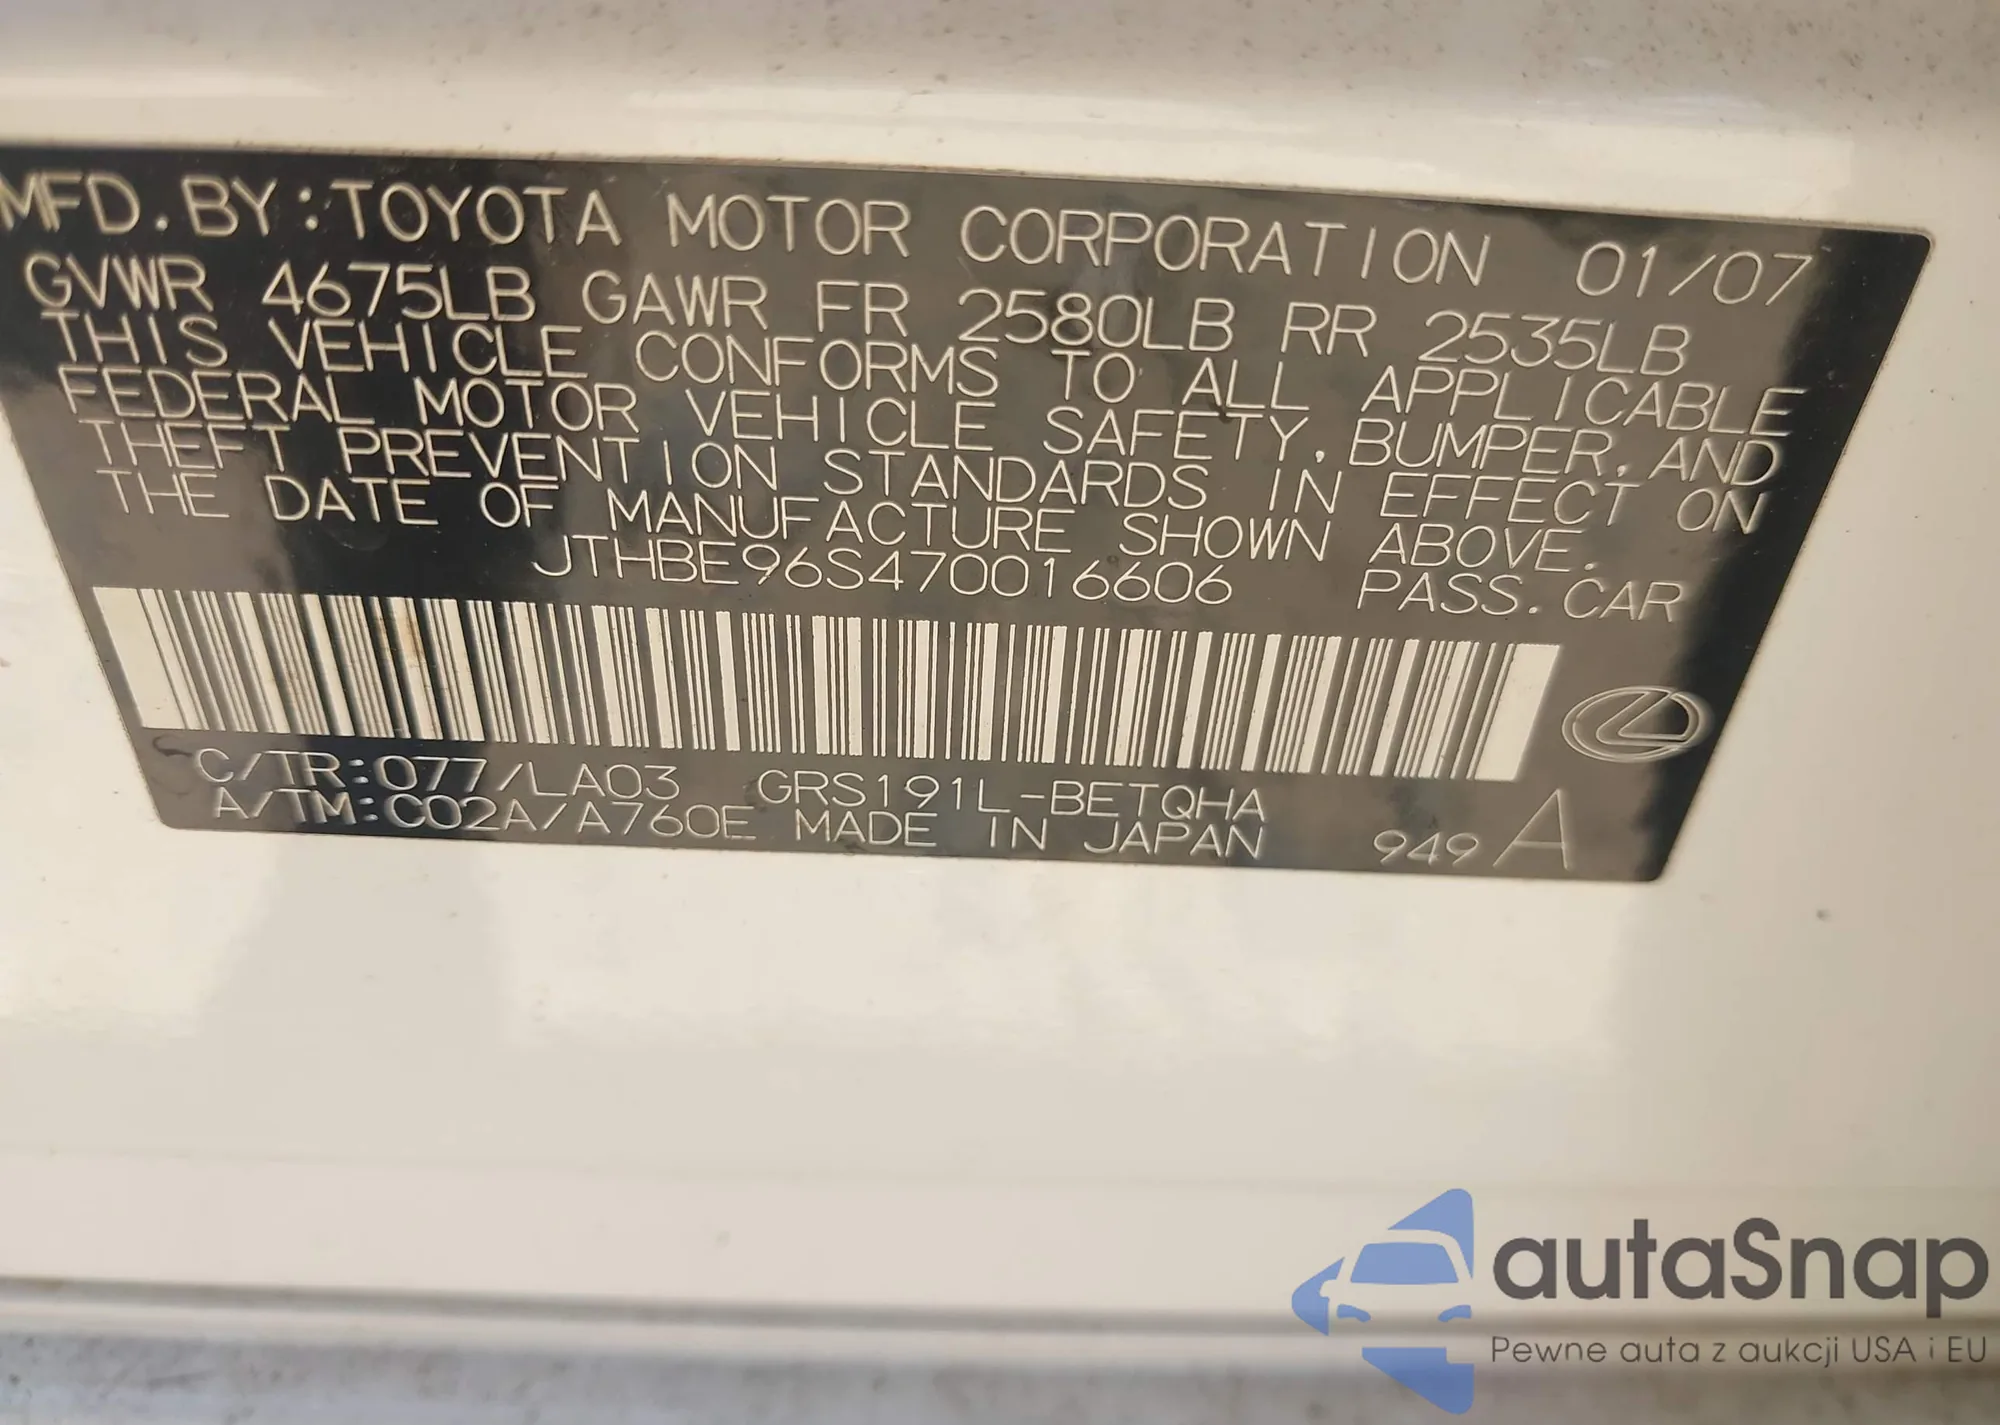 MFD. BY:TOYOTA MOTOR CORPORATION 01/07
GVWR 4675LB GAWR FR 2580LB RR 2535LB
THIS VEHICLE CONFORMS TO ALL APPLICABLE
FEDERAL MOTOR VEHICLE SAFETY, BUMPER, AND
THEFT PREVENTION STANDARDS IN EFFECT ON
THE DATE OF MANUFACTURE SHOWN ABOVE.
JTHBE96S470016606 PASS. CAR
C/TR:077/LA03 GRS191L-BETQHA
A/TM:C02A/A760E MADE IN JAPAN 949 A
autaSnap
Pewne auta z aukcji USA i EU